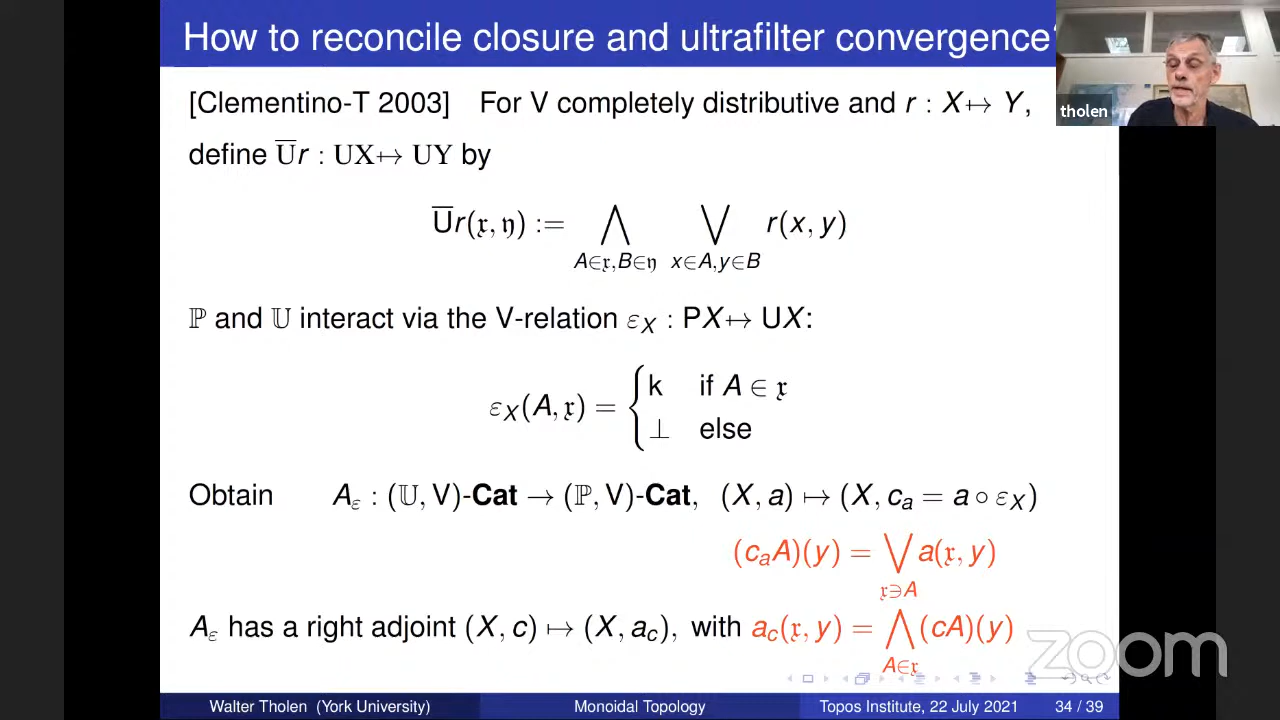 How to reconcile closure and ultrafilter convergence?
tholen
[Clementino-T 2003] For V completely distributive and r : X ⇸ Y,
define U̅r : UX ⇸ UY by
U̅r(𝔵, 𝔶) := ⋀ ⋁ r(x, y)
A∈𝔵,B∈𝔶 x∈A,y∈B
ℙ and 𝕌 interact via the V-relation ε_X : PX ⇸ UX:
ε_X(A, 𝔵) = { k if A ∈ 𝔵
⊥ else
Obtain A_ε : (𝕌, V)-Cat → (ℙ, V)-Cat, (X, a) ↦ (X, c_a = a ∘ ε_X)
(c_aA)(y) = ⋁ a(𝔵, y)
𝔵∋A
A_ε has a right adjoint (X, c) ↦ (X, a_c), with a_c(𝔵, y) = ⋀ (cA)(y)
A∈𝔵
zoom
Walter Tholen (York University) Monoidal Topology Topos Institute, 22 July 2021 34 / 39